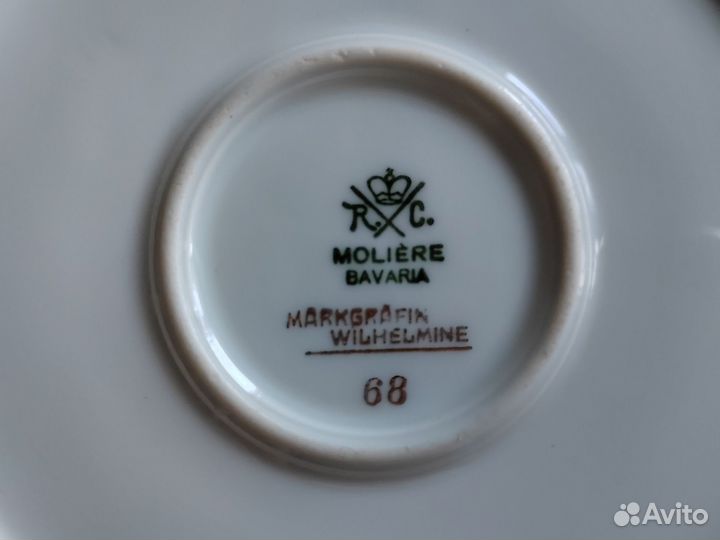 R. C.
MOLIÈRE
BAVARIA
MARKGRÄFIN
WILHELMINE
68
Avito